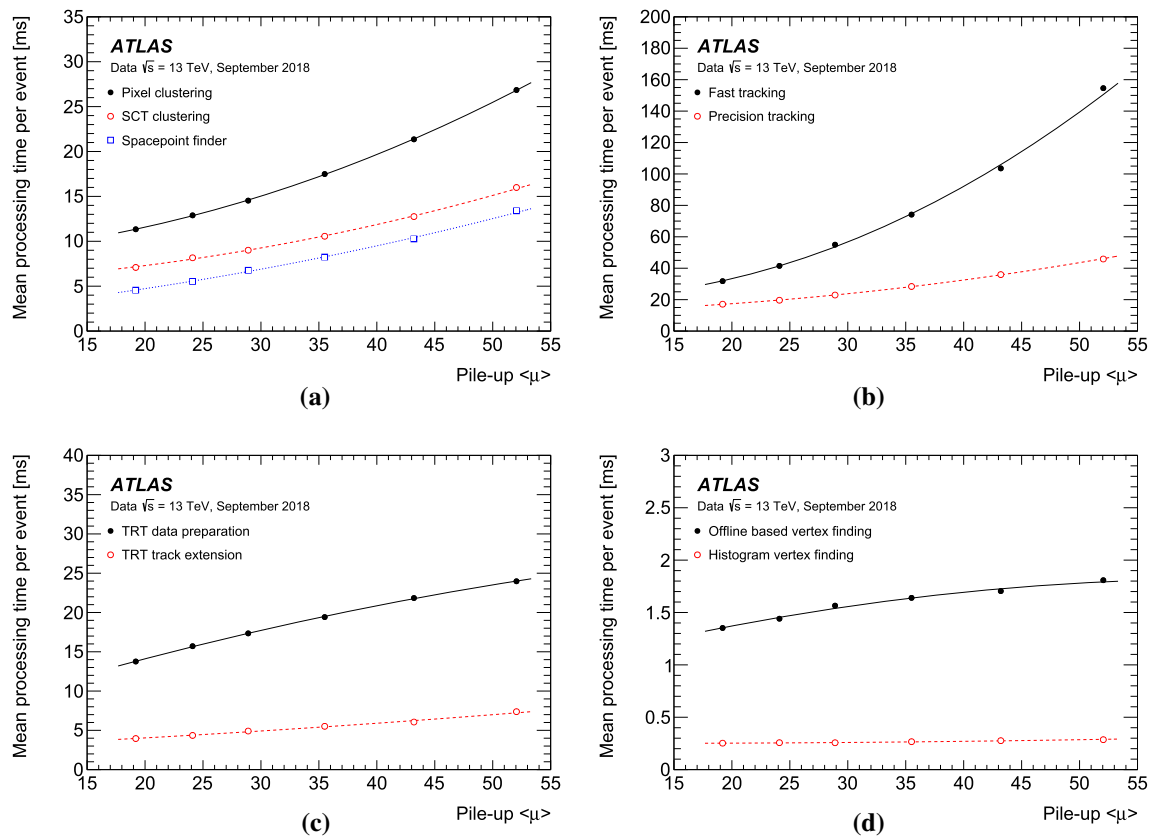 Mean processing time per event [ms]
35
30
25
20
15
10
5
0
ATLAS
Data √s = 13 TeV, September 2018
Pixel clustering
SCT clustering
Spacepoint finder
15 20 25 30 35 40 45 50 55
Pile-up <μ>
(a)
Mean processing time per event [ms]
200
180
160
140
120
100
80
60
40
20
0
ATLAS
Data √s = 13 TeV, September 2018
Fast tracking
Precision tracking
15 20 25 30 35 40 45 50 55
Pile-up <μ>
(b)
Mean processing time per event [ms]
40
35
30
25
20
15
10
5
0
ATLAS
Data √s = 13 TeV, September 2018
TRT data preparation
TRT track extension
15 20 25 30 35 40 45 50 55
Pile-up <μ>
(c)
Mean processing time per event [ms]
3
2.5
2
1.5
1
0.5
0
ATLAS
Data √s = 13 TeV, September 2018
Offline based vertex finding
Histogram vertex finding
15 20 25 30 35 40 45 50 55
Pile-up <μ>
(d)